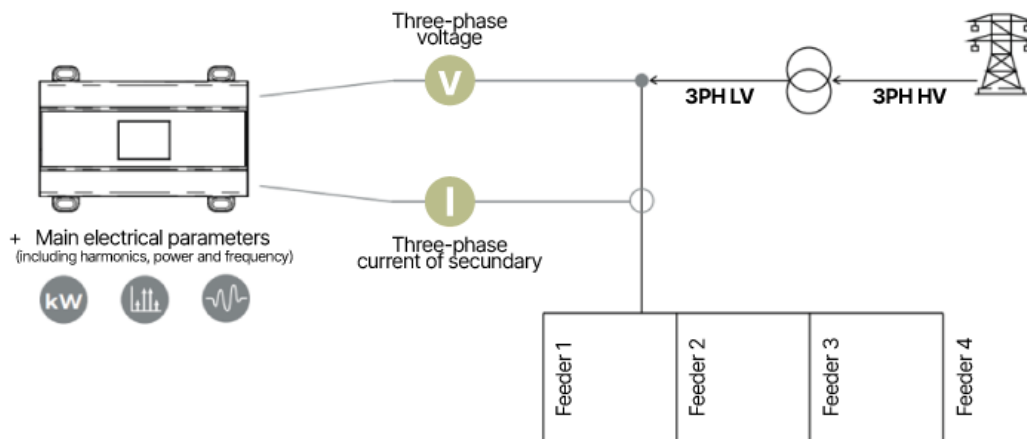 Three-phase
voltage
V
3PH LV
3PH HV
I
+ Main electrical parameters
(including harmonics, power and frequency)
kW
Three-phase
current of secundary
Feeder 1
Feeder 2
Feeder 3
Feeder 4